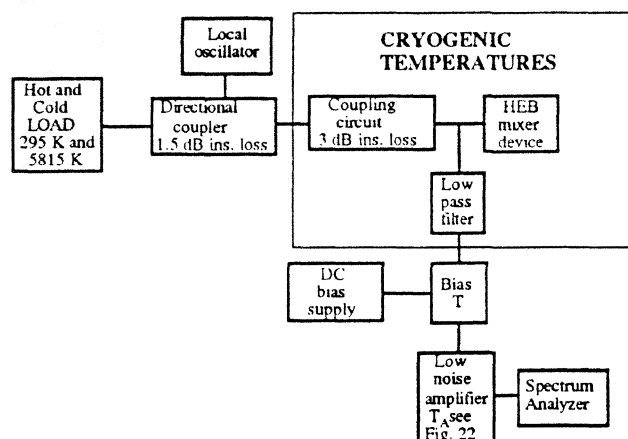 Local
oscillator
CRYOGENIC
TEMPERATURES
Hot and
Cold
LOAD
295 K and
5815 K
Directional
coupler
1.5 dB ins. loss
Coupling
circuit
3 dB ins. loss
HEB
mixer
device
Low
pass
filter
DC
bias
supply
Bias
T
Low
noise
amplifier
T_A see
Fig. 22
Spectrum
Analyzer